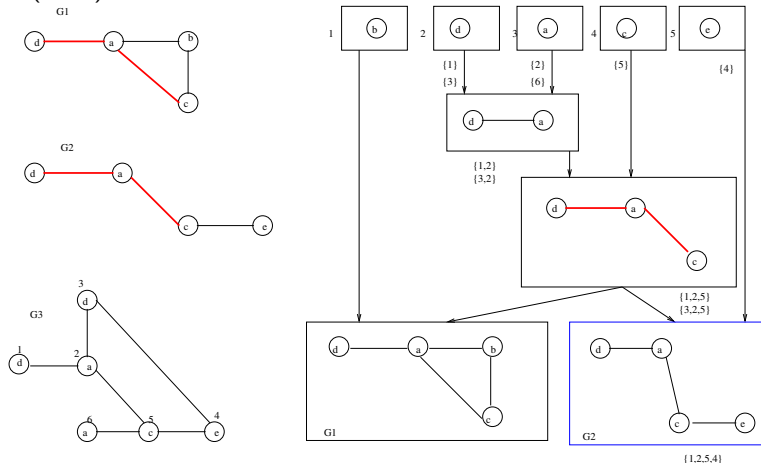 G1
d a b
c
G2
d a
c e
G3
3
d
1
d
2
a
6 5 4
a c e
1 b 2 d 3 a 4 c 5 e
{1} {2} {5} {4}
{3} {6}
d a
{1,2}
{3,2}
d a
c
{1,2,5}
{3,2,5}
d a b
c
G1
d a
c e
G2
{1,2,5,4}